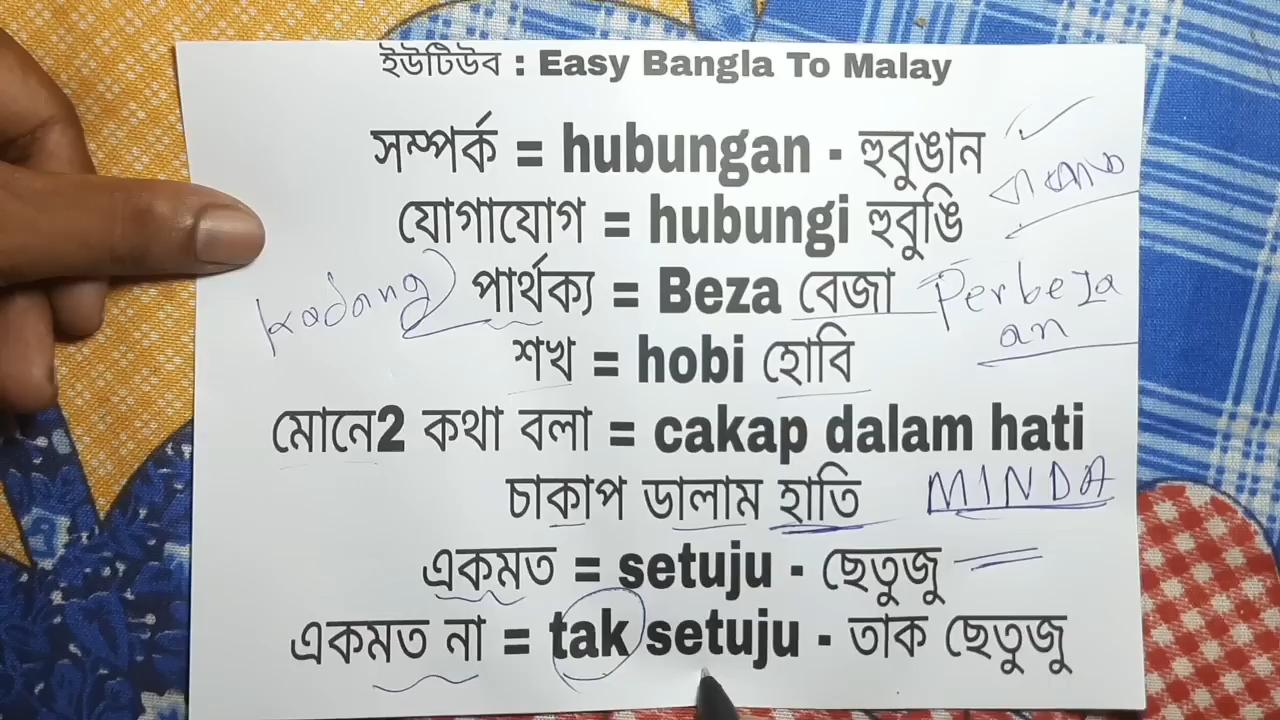 ইউটিউব : Easy Bangla To Malay
সম্পর্ক = hubungan - হুবুঙান
যোগাযোগ = hubungi হুবুঙি
kadang পার্থক্য = Beza বেজা Perbeza
an
শখ = hobi হোবি
মোনে2 কথা বলা = cakap dalam hati
চাকাপ ডালাম হাতি MINDA
একমত = setuju - ছেতুজু
একমত না = tak setuju - তাক ছেতুজু